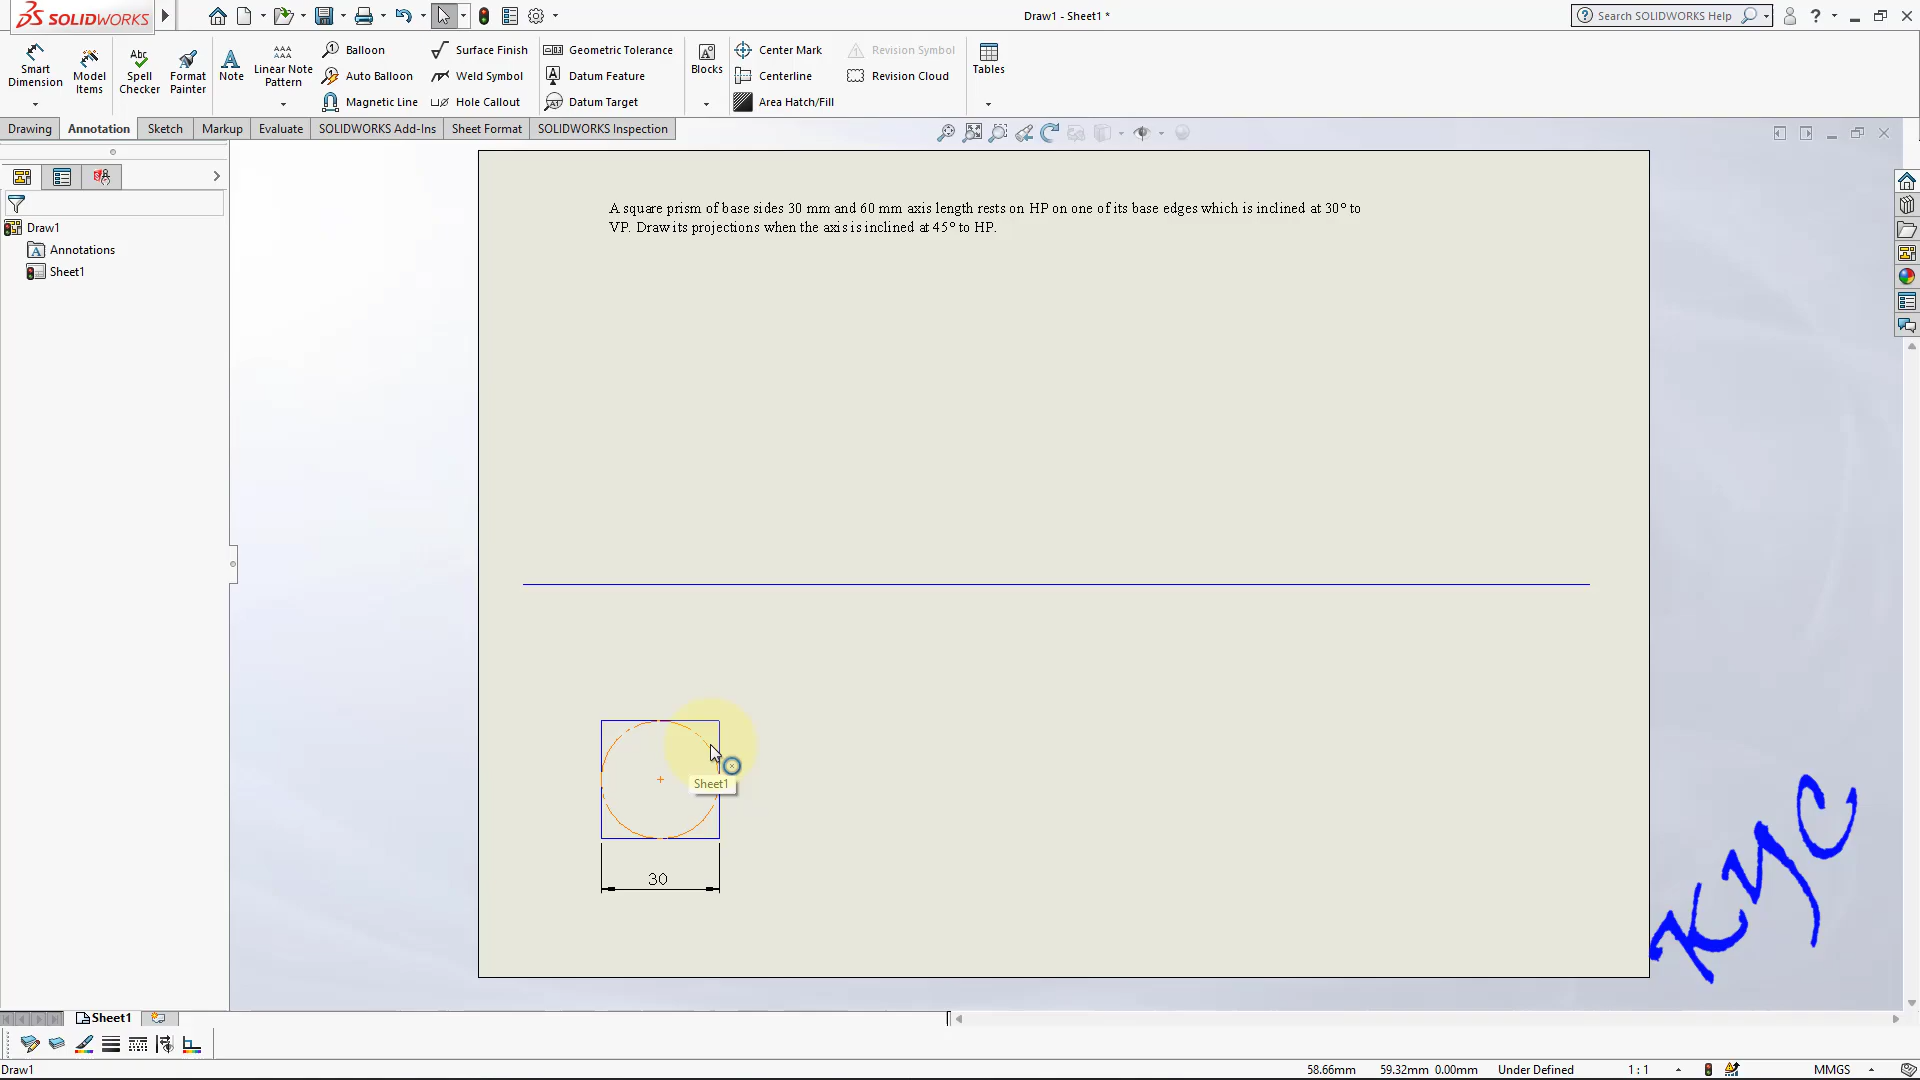 SOLIDWORKS
Draw1 - Sheet1 *
Search SOLIDWORKS Help
Smart Dimension
Model Items
Abc
Spell Checker
Format Painter
Note
Linear Note Pattern
Balloon
Auto Balloon
Magnetic Line
Surface Finish
Weld Symbol
Hole Callout
Geometric Tolerance
Datum Feature
Datum Target
Blocks
Center Mark
Centerline
Area Hatch/Fill
Revision Symbol
Revision Cloud
Tables
Drawing
Annotation
Sketch
Markup
Evaluate
SOLIDWORKS Add-Ins
Sheet Format
SOLIDWORKS Inspection
Draw1
Annotations
Sheet1
A square prism of base sides 30 mm and 60 mm axis length rests on HP on one of its base edges which is inclined at 30° to
VP. Draw its projections when the axis is inclined at 45° to HP.
Sheet1
30
KYC
Sheet1
Draw1
58.66mm
59.32mm
0.00mm
Under Defined
1 : 1
MMGS